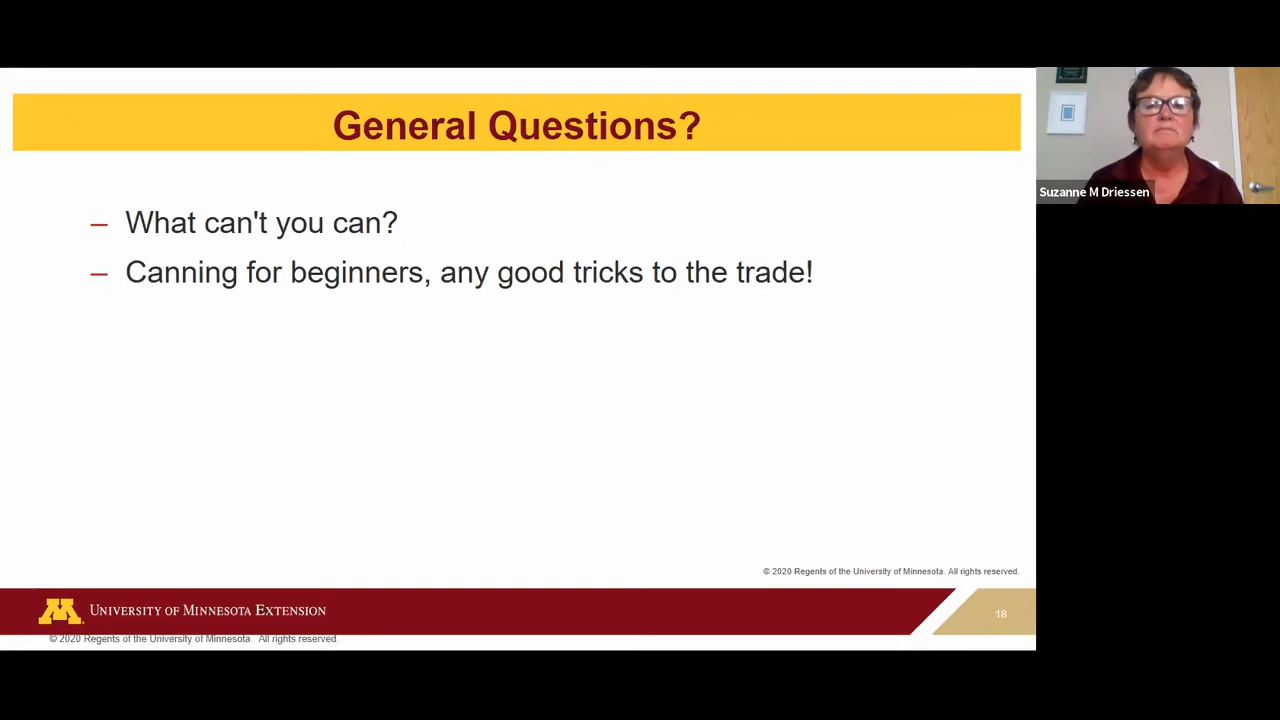 General Questions?
– What can't you can?
– Canning for beginners, any good tricks to the trade!
Suzanne M Driessen
© 2020 Regents of the University of Minnesota. All rights reserved.
UNIVERSITY OF MINNESOTA EXTENSION
18
© 2020 Regents of the University of Minnesota. All rights reserved.